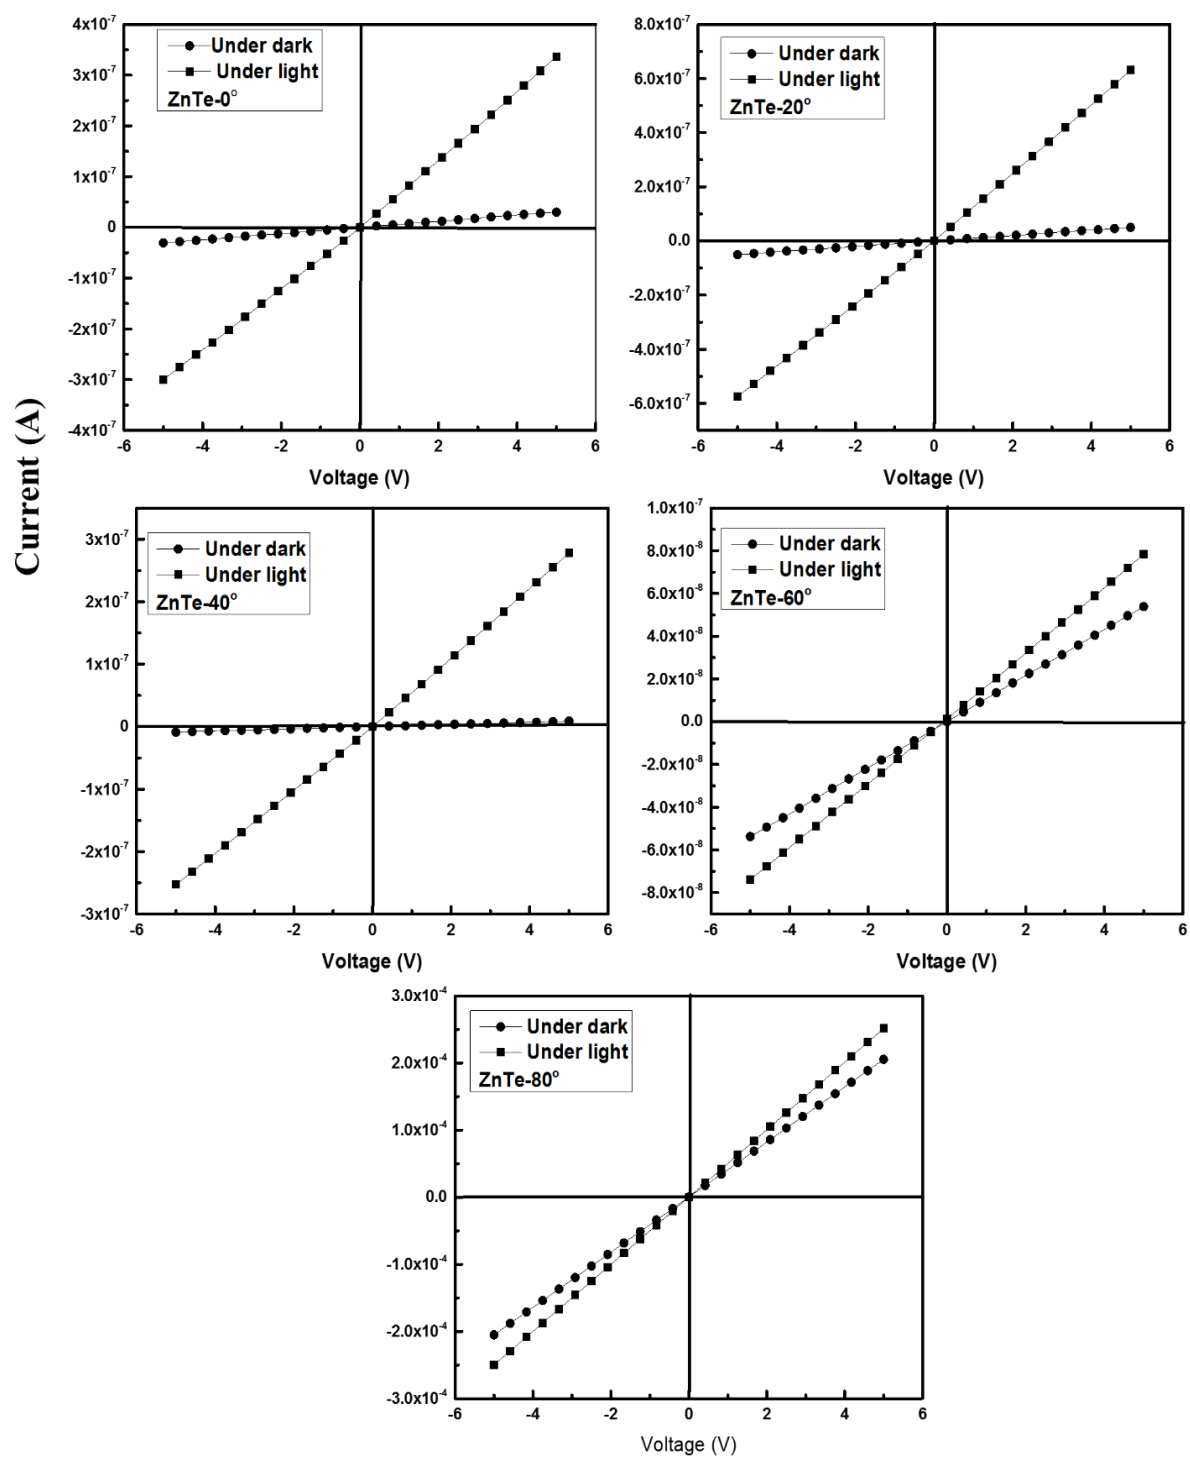 Current (A)
4x10⁻⁷
3x10⁻⁷
2x10⁻⁷
1x10⁻⁷
0
-1x10⁻⁷
-2x10⁻⁷
-3x10⁻⁷
-4x10⁻⁷
Under dark
Under light
ZnTe-0°
-6 -4 -2 0 2 4 6
Voltage (V)
8.0x10⁻⁷
6.0x10⁻⁷
4.0x10⁻⁷
2.0x10⁻⁷
0.0
-2.0x10⁻⁷
-4.0x10⁻⁷
-6.0x10⁻⁷
Under dark
Under light
ZnTe-20°
-6 -4 -2 0 2 4 6
Voltage (V)
3x10⁻⁷
2x10⁻⁷
1x10⁻⁷
0
-1x10⁻⁷
-2x10⁻⁷
-3x10⁻⁷
Under dark
Under light
ZnTe-40°
-6 -4 -2 0 2 4 6
Voltage (V)
1.0x10⁻⁷
8.0x10⁻⁸
6.0x10⁻⁸
4.0x10⁻⁸
2.0x10⁻⁸
0.0
-2.0x10⁻⁸
-4.0x10⁻⁸
-6.0x10⁻⁸
-8.0x10⁻⁸
Under dark
Under light
ZnTe-60°
-6 -4 -2 0 2 4 6
Voltage (V)
3.0x10⁻⁴
2.0x10⁻⁴
1.0x10⁻⁴
0.0
-1.0x10⁻⁴
-2.0x10⁻⁴
-3.0x10⁻⁴
Under dark
Under light
ZnTe-80°
-6 -4 -2 0 2 4 6
Voltage (V)